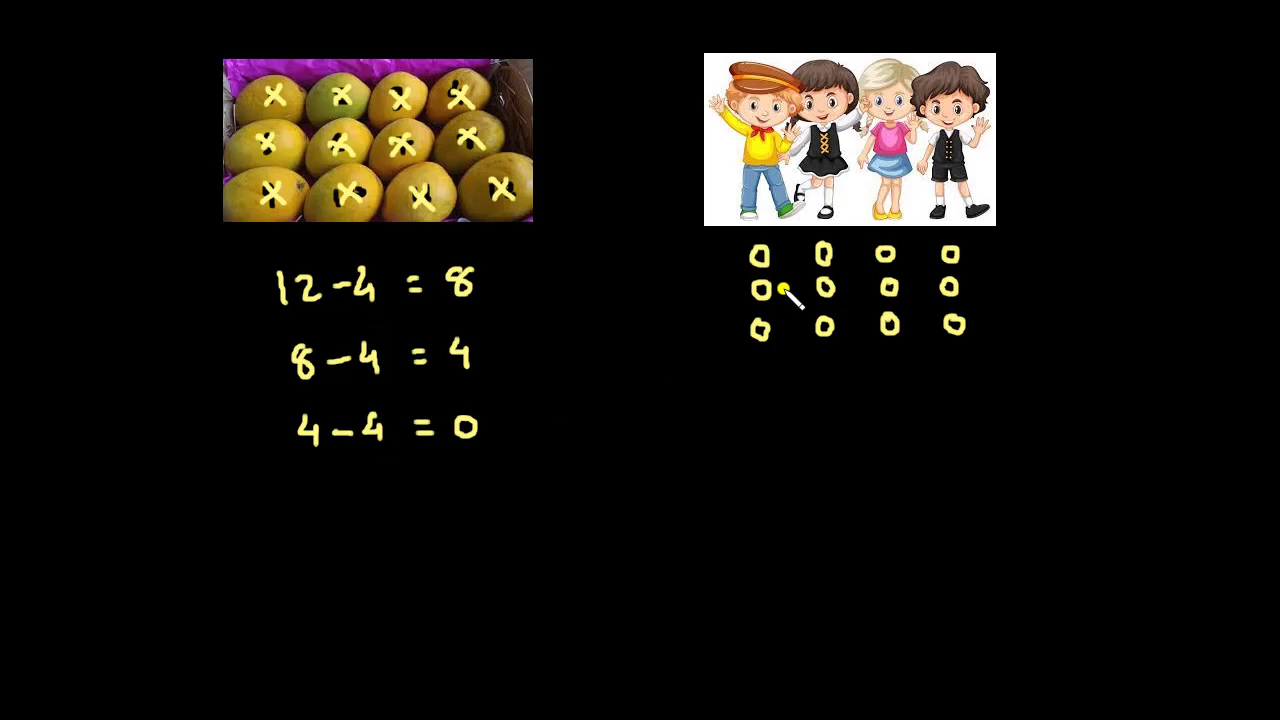 12 - 4 = 8
8 - 4 = 4
4 - 4 = 0